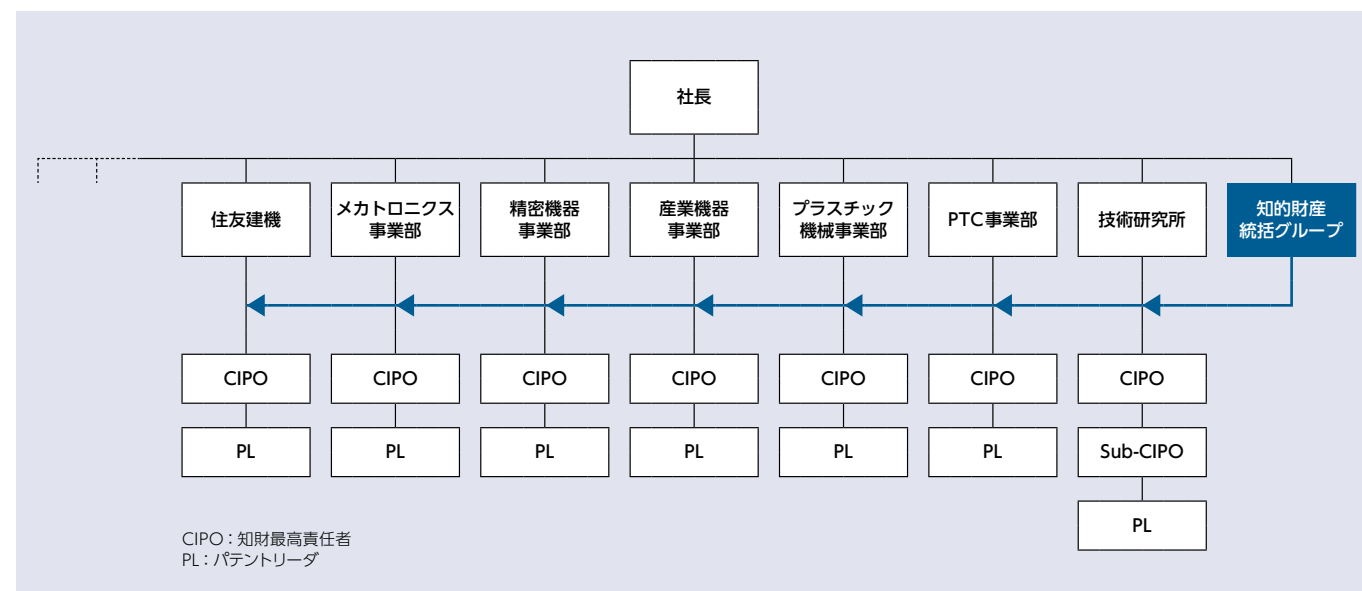 社長
住友建機
メカトロニクス
事業部
精密機器
事業部
産業機器
事業部
プラスチック
機械事業部
PTC事業部
技術研究所
知的財産
統括グループ
CIPO
CIPO
CIPO
CIPO
CIPO
CIPO
CIPO
PL
PL
PL
PL
PL
PL
Sub-CIPO
PL
CIPO：知財最高責任者
PL：パテントリーダ